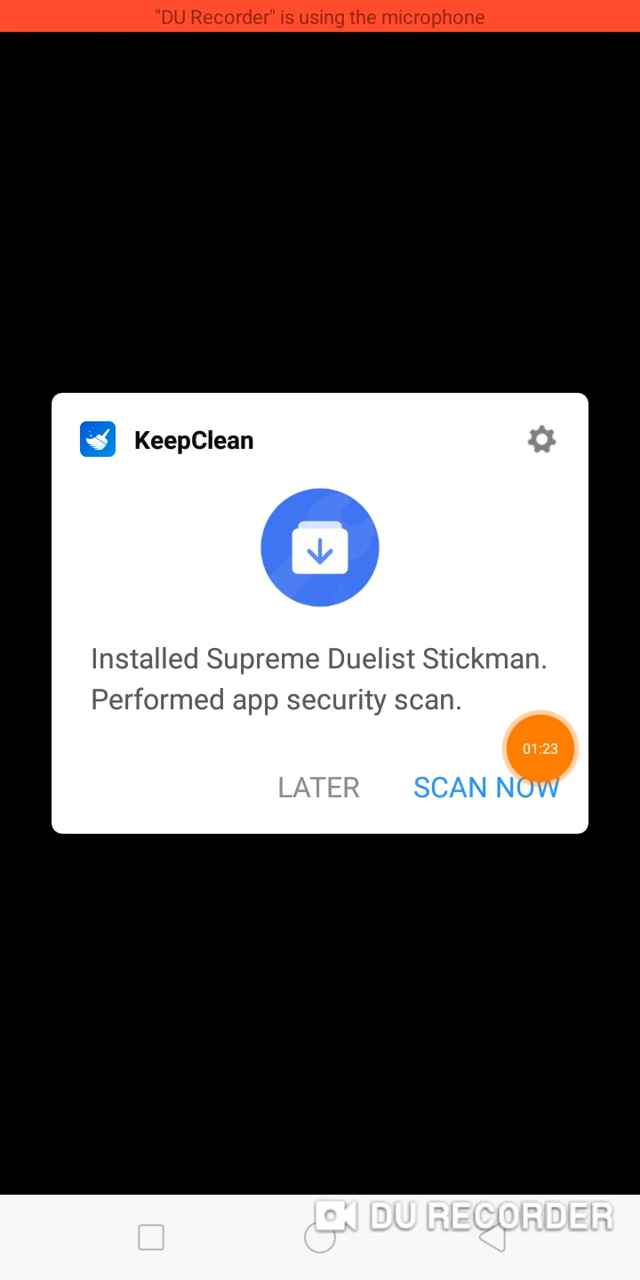 "DU Recorder" is using the microphone
KeepClean
Installed Supreme Duelist Stickman.
Performed app security scan.
01:23
LATER
SCAN NOW
DU RECORDER